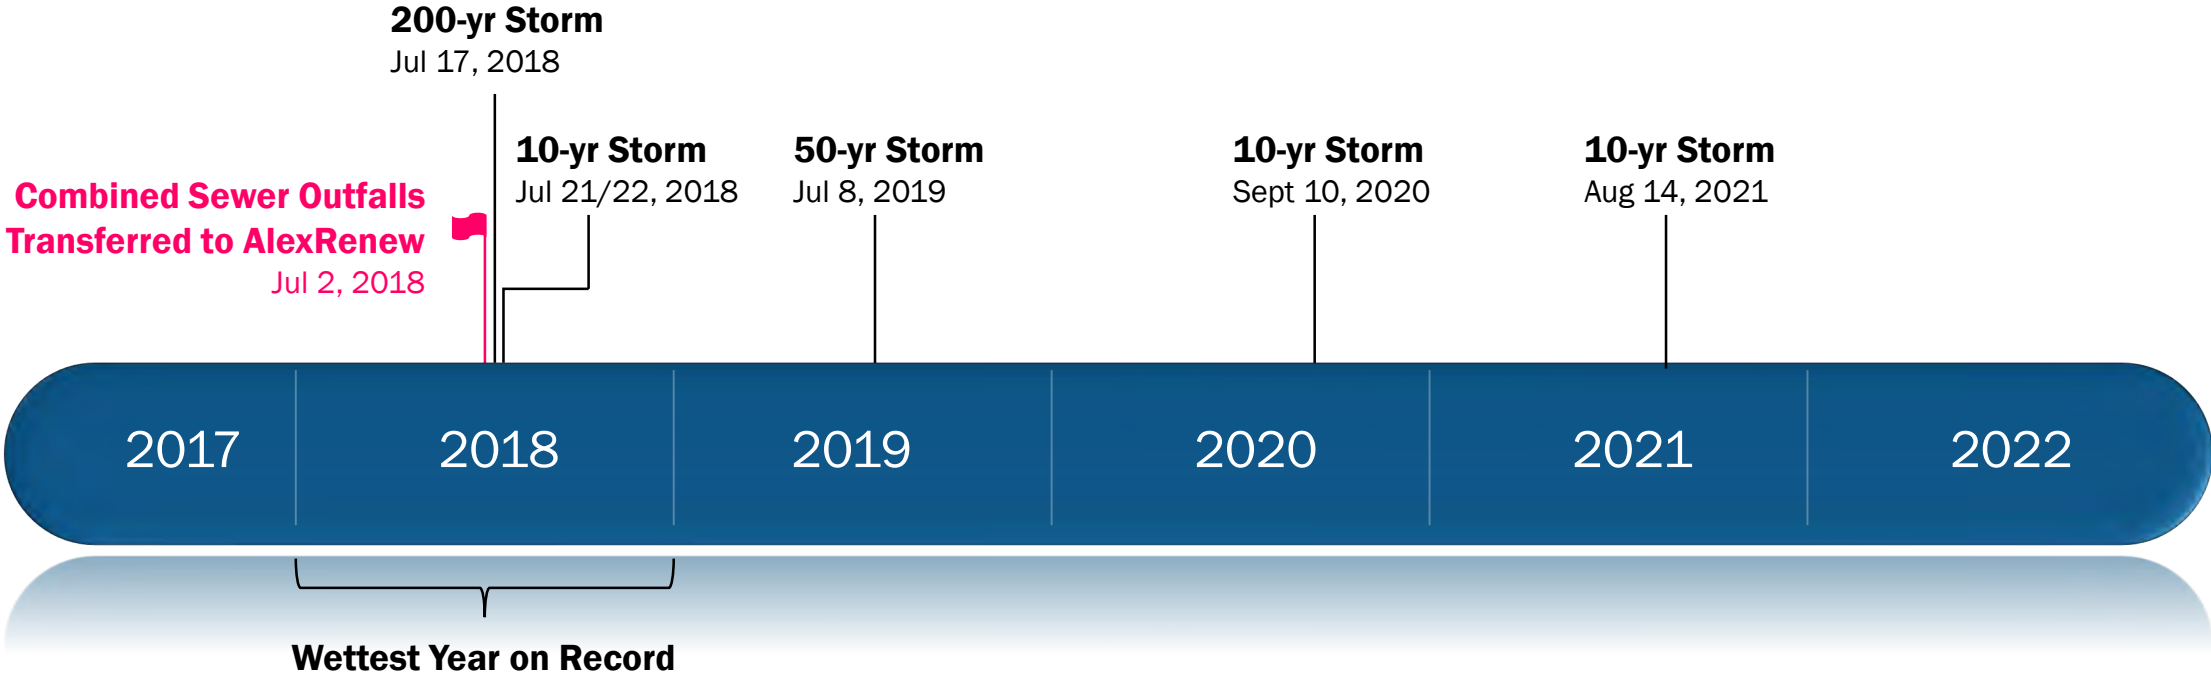 200-yr Storm
Jul 17, 2018
10-yr Storm
Jul 21/22, 2018
50-yr Storm
Jul 8, 2019
10-yr Storm
Sept 10, 2020
10-yr Storm
Aug 14, 2021
Combined Sewer Outfalls
Transferred to AlexRenew
Jul 2, 2018
2017
2018
2019
2020
2021
2022
Wettest Year on Record